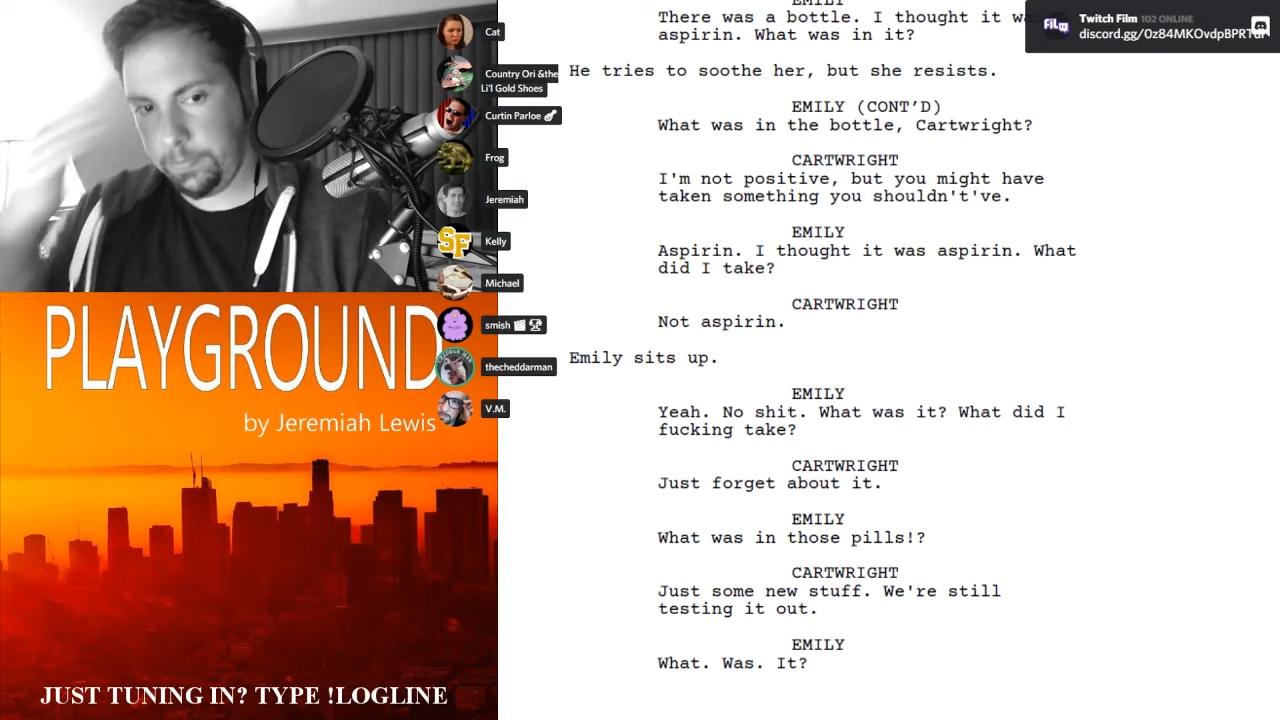 Cat
Country Ori &the
Li'l Gold Shoes
Curtin Parloe
Frog
Jeremiah
SF
Kelly
Michael
smish
CHEDDAR MAN
thecheddarman
V.M.
PLAYGROUND
by Jeremiah Lewis
JUST TUNING IN? TYPE !LOGLINE
Twitch Film 102 ONLINE
EMILY
There was a bottle. I thought it
aspirin. What was in it?
He tries to soothe her, but she resists.
EMILY (CONT'D)
What was in the bottle, Cartwright?
CARTWRIGHT
I'm not positive, but you might have
taken something you shouldn't've.
EMILY
Aspirin. I thought it was aspirin. What
did I take?
CARTWRIGHT
Not aspirin.
Emily sits up.
EMILY
Yeah. No shit. What was it? What did I
fucking take?
CARTWRIGHT
Just forget about it.
EMILY
What was in those pills!?
CARTWRIGHT
Just some new stuff. We're still
testing it out.
EMILY
What. Was. It?